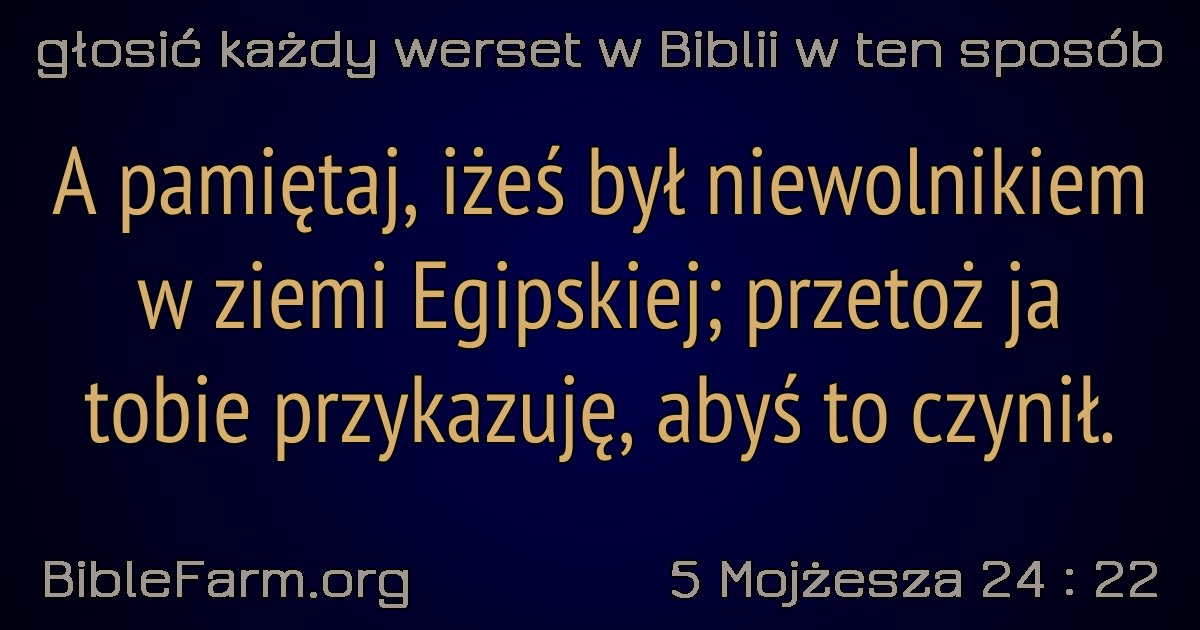 głosić każdy werset w Biblii w ten sposób
A pamiętaj, iżeś był niewolnikiem
w ziemi Egipskiej; przetoż ja
tobie przykazuję, abyś to czynił.
BibleFarm.org
5 Mojżesza 24 : 22